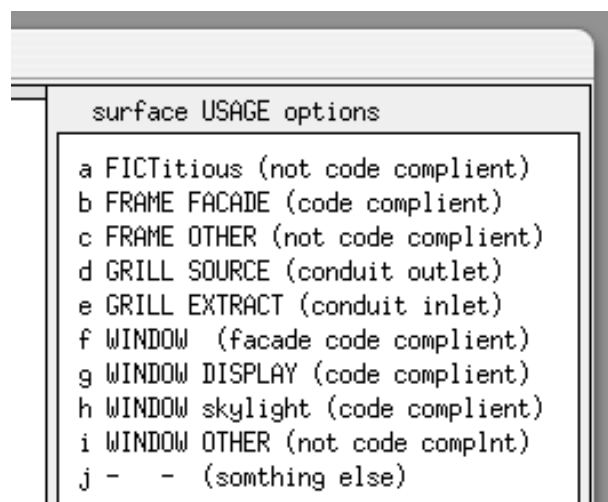 surface USAGE options
a FICTitious (not code complient)
b FRAME FACADE (code complient)
c FRAME OTHER (not code complient)
d GRILL SOURCE (conduit outlet)
e GRILL EXTRACT (conduit inlet)
f WINDOW  (facade code complient)
g WINDOW DISPLAY (code complient)
h WINDOW skylight (code complient)
i WINDOW OTHER (not code complnt)
j -  -  (somthing else)